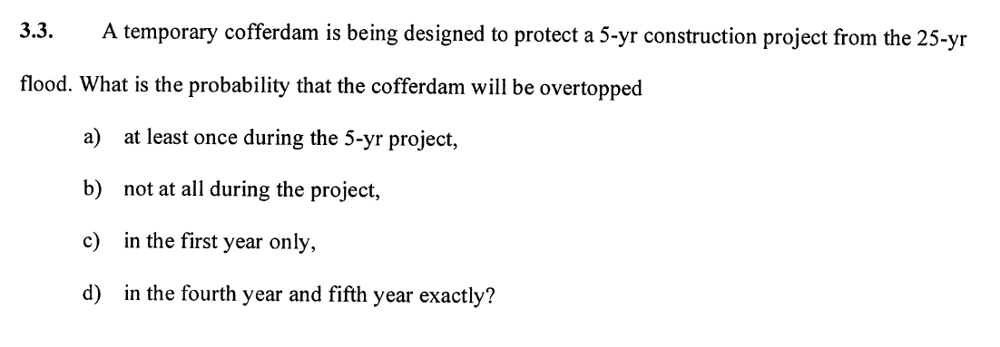 3.3. A temporary cofferdam is being designed to protect a 5-yr construction project from the 25-yr
flood. What is the probability that the cofferdam will be overtopped
a) at least once during the 5-yr project,
b) not at all during the project,
c) in the first year only,
d) in the fourth year and fifth year exactly?